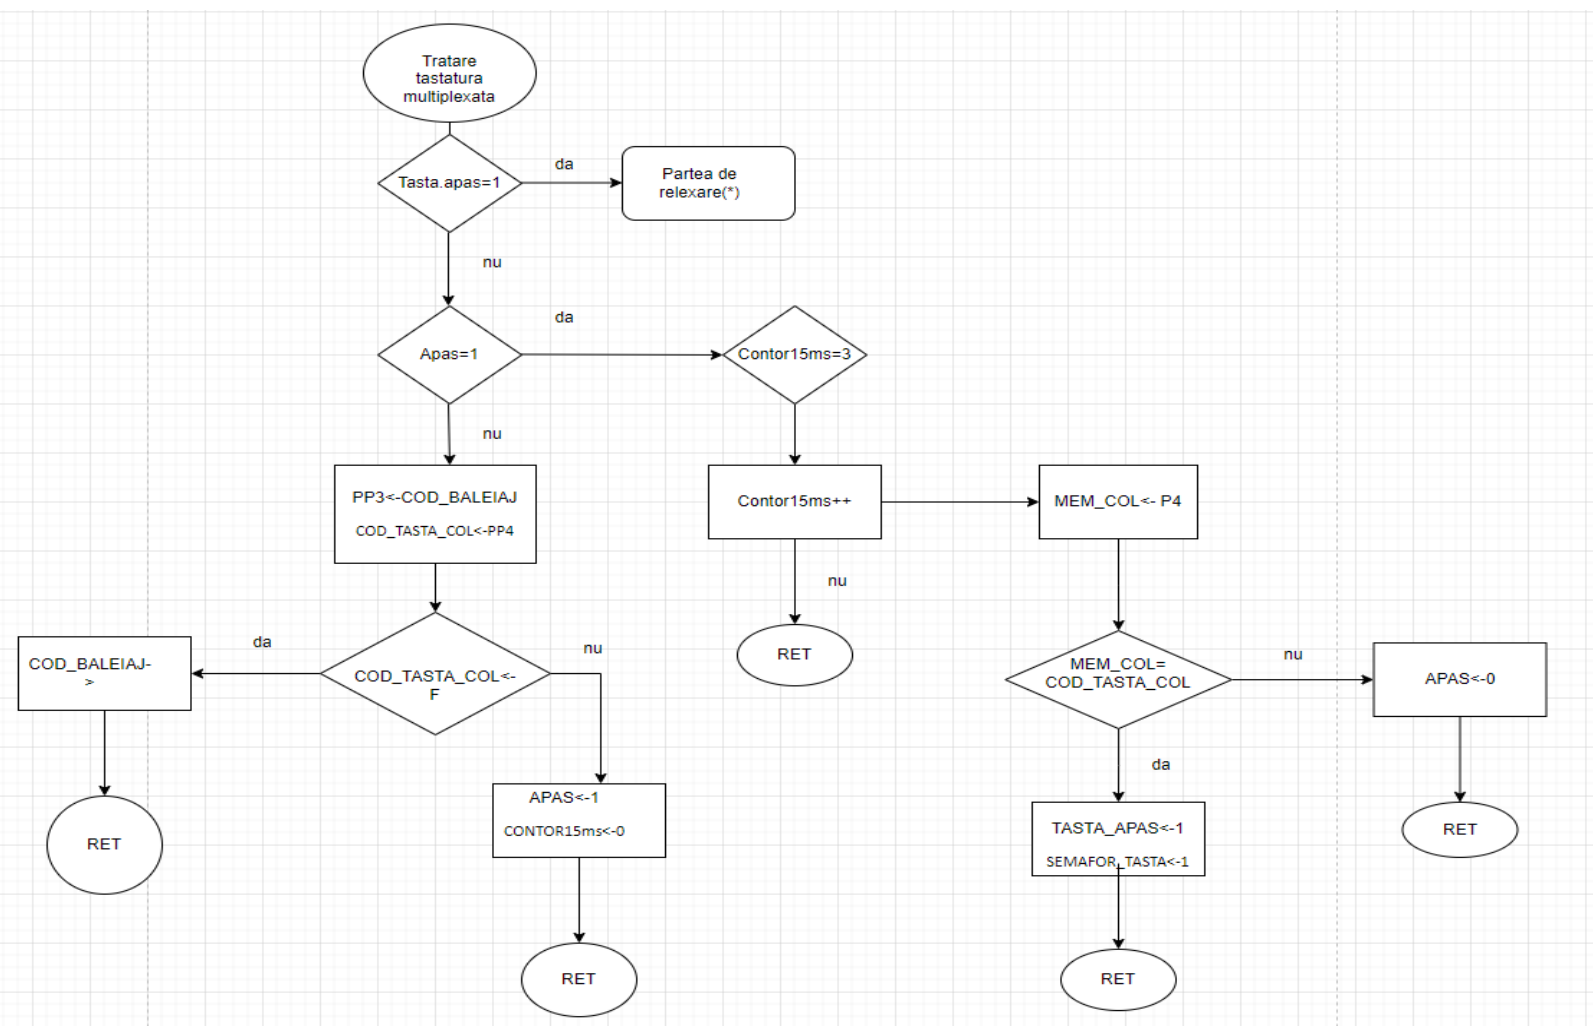 Tratare
tastatura
multiplexata
Tasta.apas=1
da
Partea de
relexare(*)
nu
Apas=1
da
Contor15ms=3
nu
PP3<-COD_BALEIAJ
COD_TASTA_COL<-PP4
Contor15ms++
MEM_COL<- P4
nu
RET
da
COD_BALEIAJ-
>
COD_TASTA_COL<-
F
nu
MEM_COL=
COD_TASTA_COL
nu
APAS<-0
da
RET
APAS<-1
CONTOR15ms<-0
TASTA_APAS<-1
SEMAFOR_TASTA<-1
RET
RET
RET